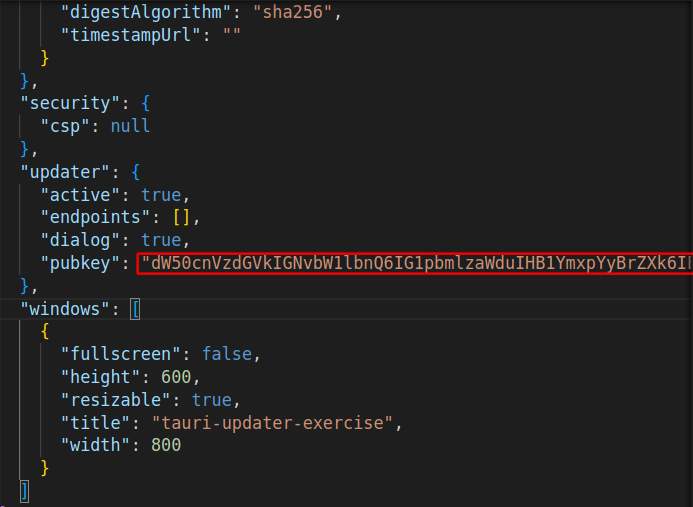 "digestAlgorithm": "sha256",
"timestampUrl": ""
}
},
"security": {
"csp": null
},
"updater": {
"active": true,
"endpoints": [],
"dialog": true,
"pubkey": "dW50cnVzdGVkIGNvbW1lbnQ6IG1pbmlzaWduIHB1YmxpYyBrZXk6I
},
"windows": [
{
"fullscreen": false,
"height": 600,
"resizable": true,
"title": "tauri-updater-exercise",
"width": 800
}
]